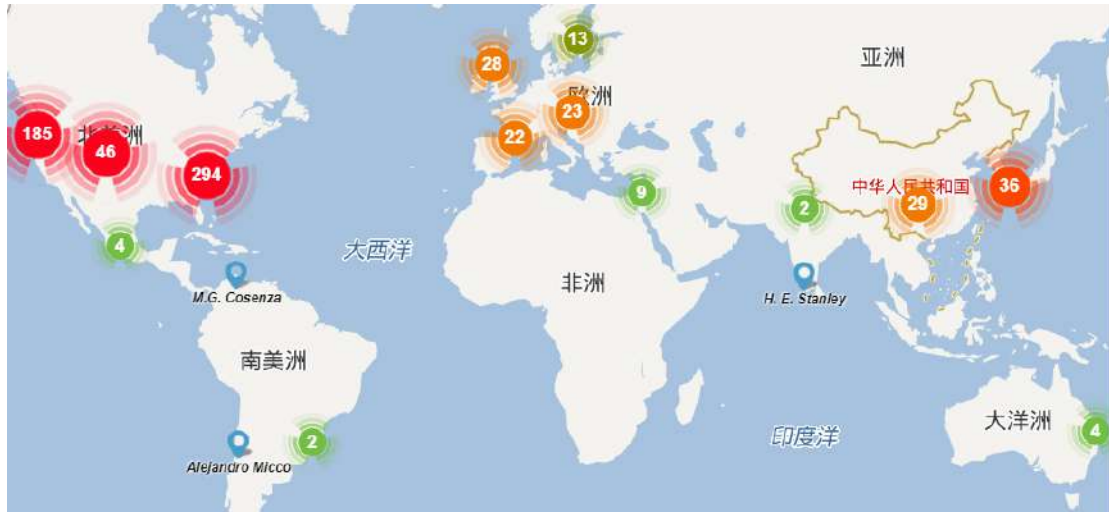 13
28
亚洲
欧洲
23
185
北美洲
46
22
294
中华人民共和国
36
9
2
29
4
大西洋
M.G. Cosenza
非洲
H. E. Stanley
南美洲
大洋洲
印度洋
2
4
Alejandro Micco